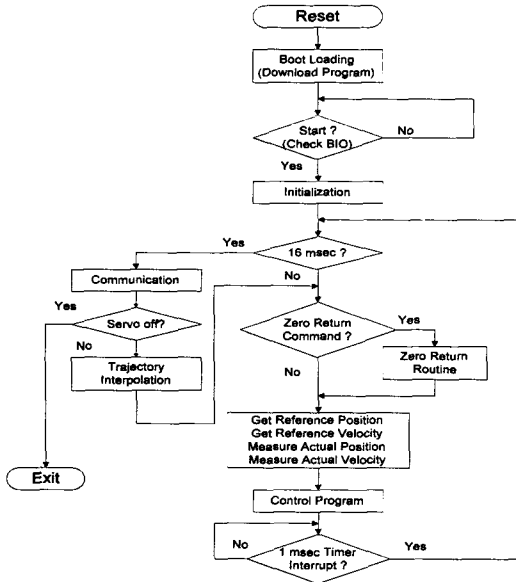 Reset
Boot Loading
(Download Program)
Start ?
(Check BIO)
No
Yes
Initialization
Yes
16 msec ?
No
Communication
Yes
Servo off?
No
Trajectory
Interpolation
Exit
Zero Return
Command ?
Yes
Zero Return
Routine
No
Get Reference Position
Get Reference Velocity
Measure Actual Position
Measure Actual Velocity
Control Program
No
1 msec Timer
Interrupt ?
Yes